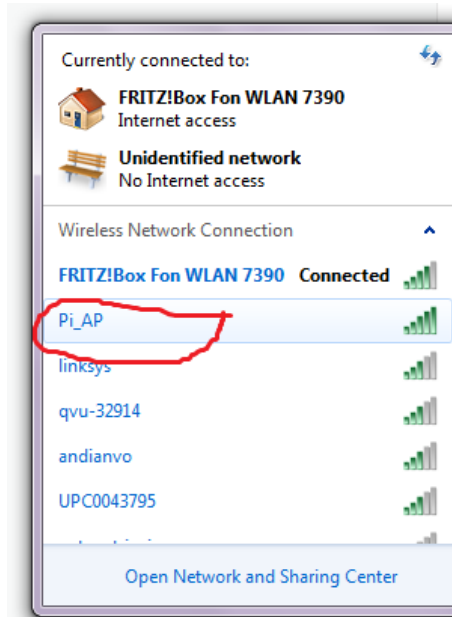 Currently connected to:
FRITZ!Box Fon WLAN 7390
Internet access
Unidentified network
No Internet access
Wireless Network Connection
FRITZ!Box Fon WLAN 7390 Connected
Pi_AP
linksys
qvu-32914
andianvo
UPC0043795
Open Network and Sharing Center